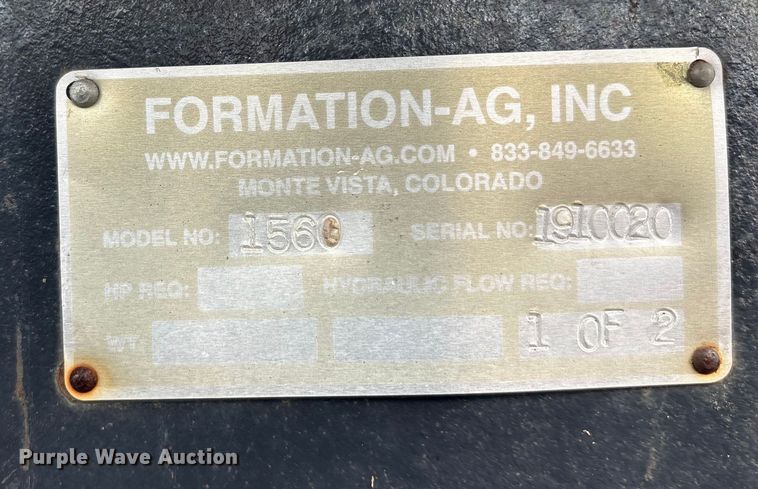 FORMATION-AG, INC
WWW.FORMATION-AG.COM • 833-849-6633
MONTE VISTA, COLORADO
MODEL NO: 1560 SERIAL NO: 1910020
HP REQ: HYDRAULIC FLOW REQ:
WT 1 OF 2
Purple Wave Auction